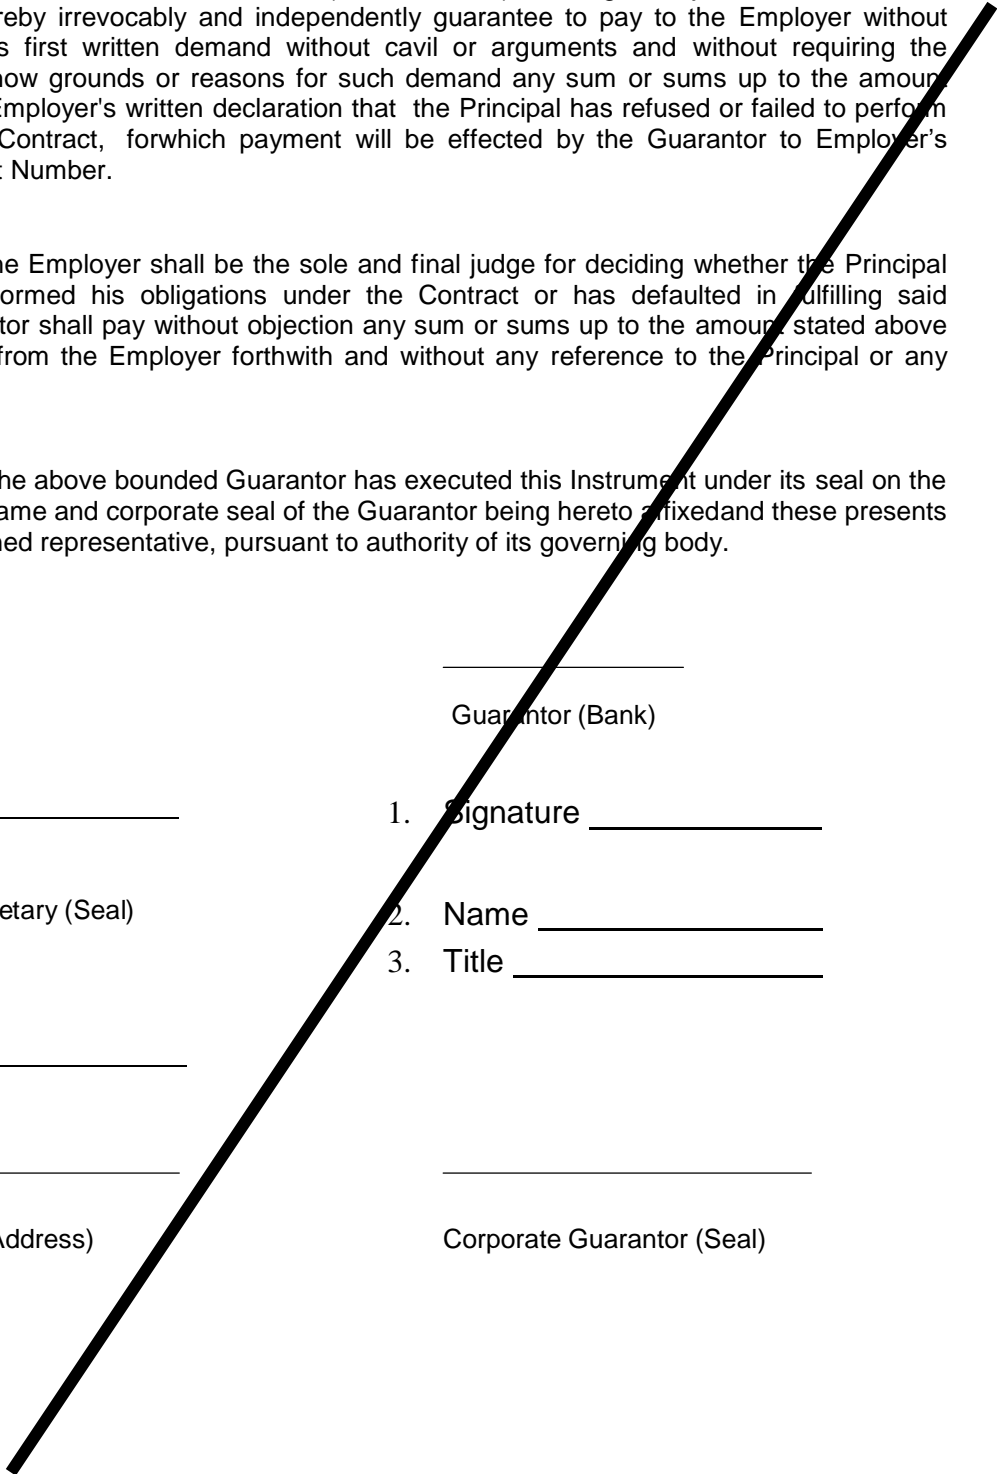 reby irrevocably and independently guarantee to pay to the Employer without
s first written demand without cavil or arguments and without requiring the
how grounds or reasons for such demand any sum or sums up to the amount
Employer's written declaration that the Principal has refused or failed to perform
Contract, forwhich payment will be effected by the Guarantor to Employer’s
t Number.
he Employer shall be the sole and final judge for deciding whether the Principal
ormed his obligations under the Contract or has defaulted in fulfilling said
tor shall pay without objection any sum or sums up to the amount stated above
from the Employer forthwith and without any reference to the Principal or any
he above bounded Guarantor has executed this Instrument under its seal on the
ame and corporate seal of the Guarantor being hereto affixedand these presents
ned representative, pursuant to authority of its governing body.
Guarantor (Bank)
1. Signature
etary (Seal)
2. Name
3. Title
Address)
Corporate Guarantor (Seal)